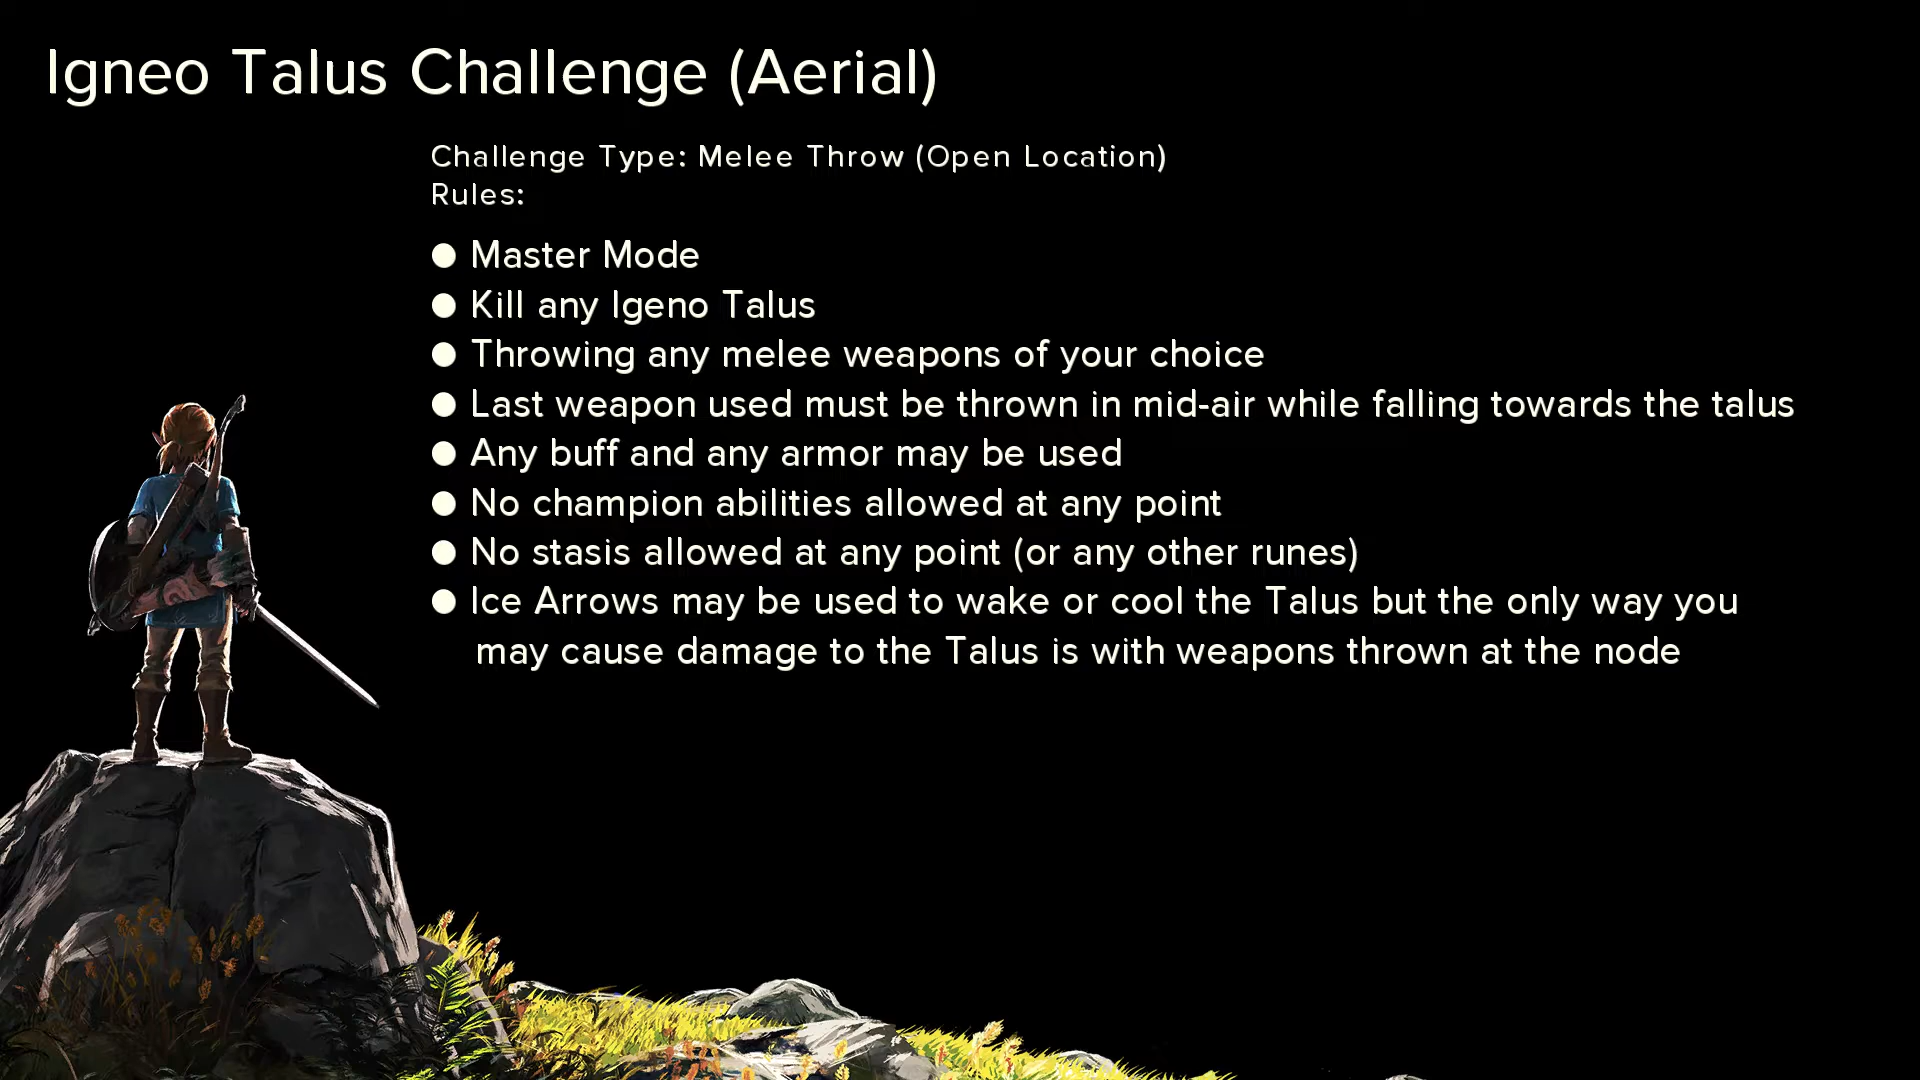 Igneo Talus Challenge (Aerial)
Challenge Type: Melee Throw (Open Location)
Rules:
● Master Mode
● Kill any Igeno Talus
● Throwing any melee weapons of your choice
● Last weapon used must be thrown in mid-air while falling towards the talus
● Any buff and any armor may be used
● No champion abilities allowed at any point
● No stasis allowed at any point (or any other runes)
● Ice Arrows may be used to wake or cool the Talus but the only way you
may cause damage to the Talus is with weapons thrown at the node